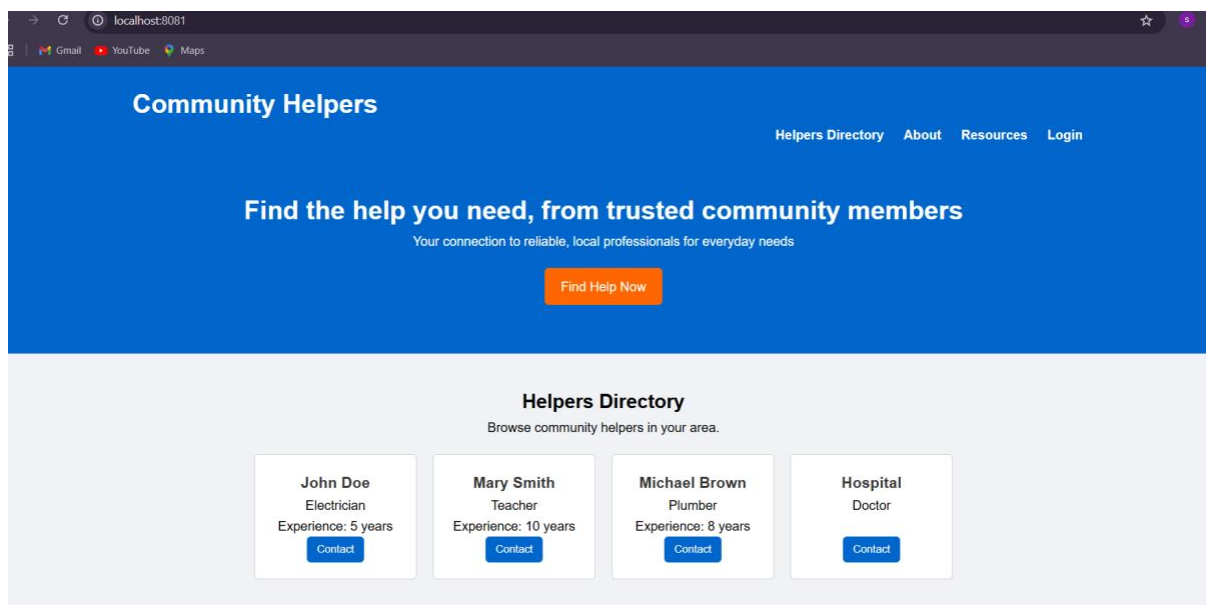 localhost:8081
S
Gmail YouTube Maps
Community Helpers
Helpers Directory About Resources Login
Find the help you need, from trusted community members
Your connection to reliable, local professionals for everyday needs
Find Help Now
Helpers Directory
Browse community helpers in your area.
John Doe
Electrician
Experience: 5 years
Contact
Mary Smith
Teacher
Experience: 10 years
Contact
Michael Brown
Plumber
Experience: 8 years
Contact
Hospital
Doctor
Contact